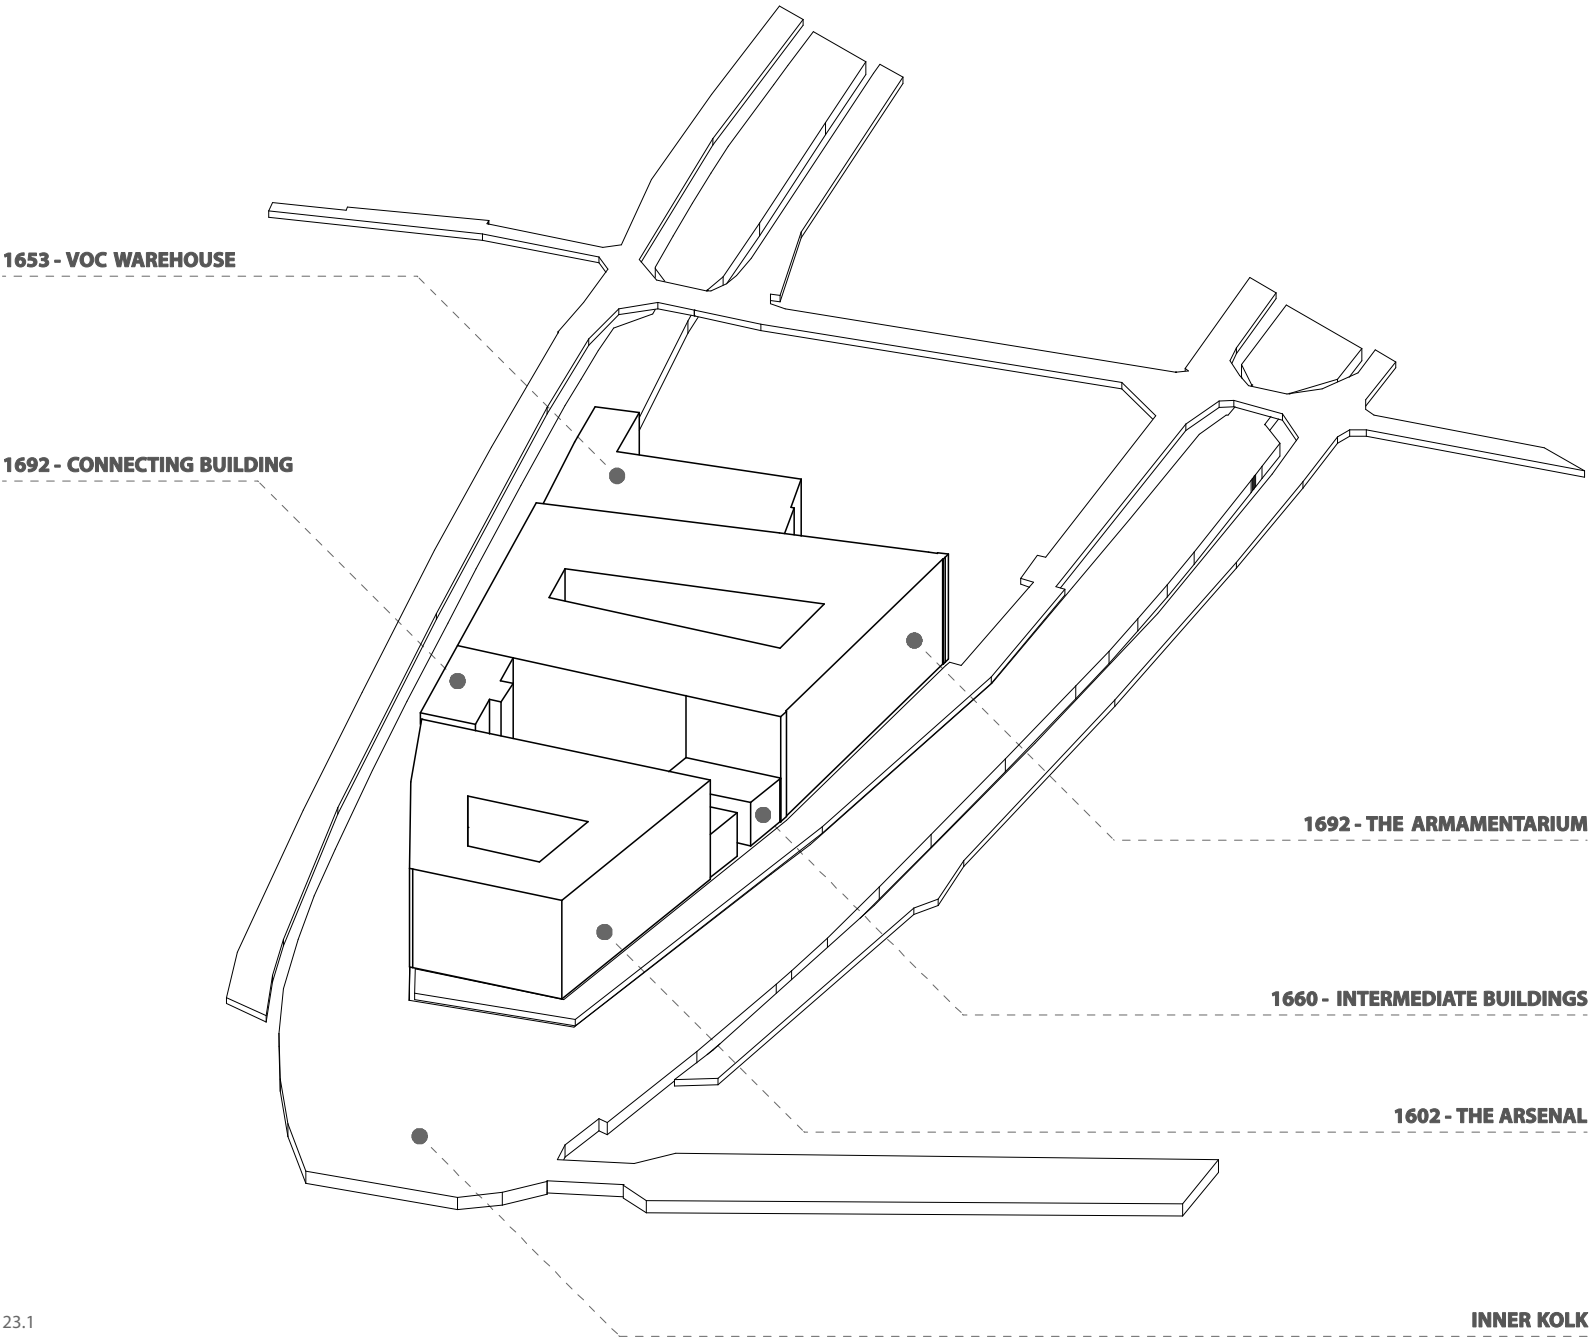 1653 - VOC WAREHOUSE
1692 - CONNECTING BUILDING
1692 - THE ARMAMENTARIUM
1660 - INTERMEDIATE BUILDINGS
1602 - THE ARSENAL
INNER KOLK
23.1